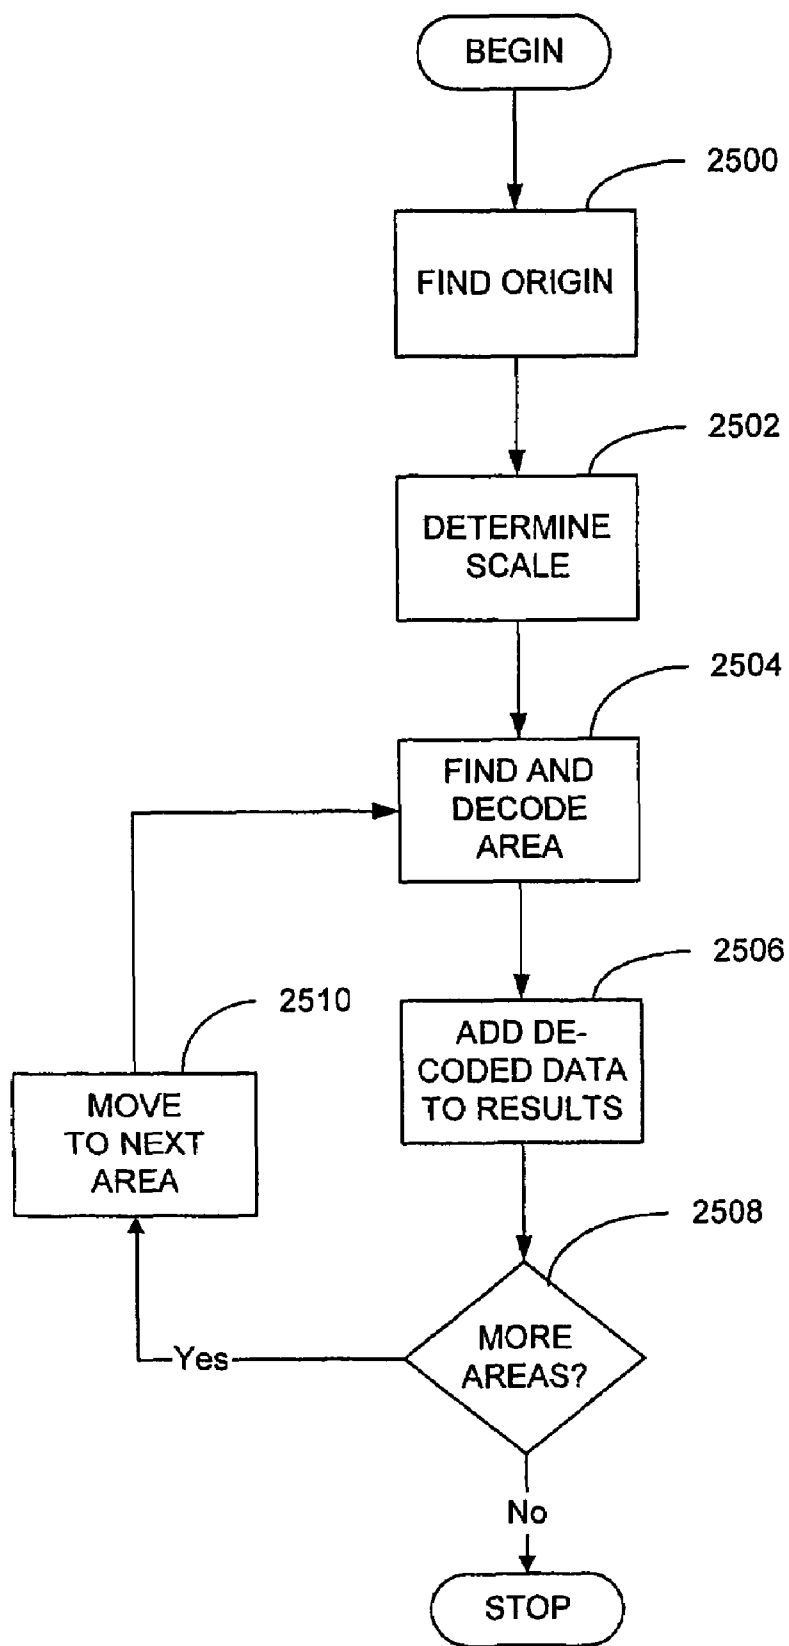 BEGIN
2500
FIND ORIGIN
2502
DETERMINE
SCALE
2504
FIND AND
DECODE
AREA
2506
ADD DE-
CODED DATA
TO RESULTS
2510
MOVE
TO NEXT
AREA
2508
MORE
AREAS?
Yes
No
STOP